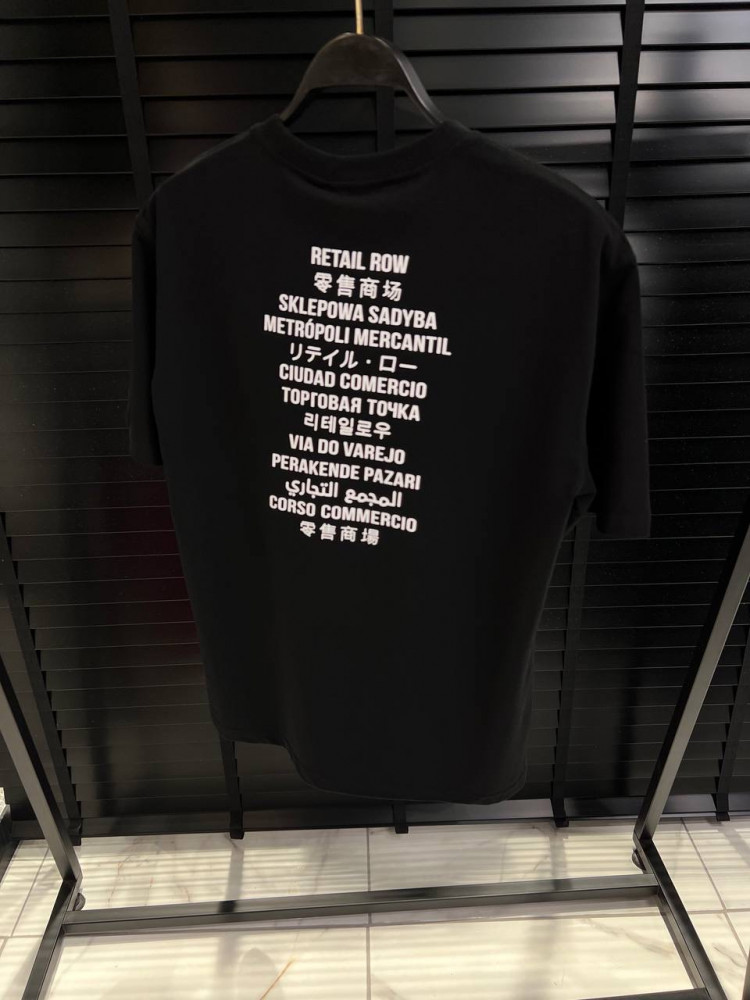 RETAIL ROW
零售商场
SKLEPOWA SADYBA
METRÓPOLI MERCANTIL
リテイル・ロー
CIUDAD COMERCIO
ТОРГОВАЯ ТОЧКА
리테일로우
VIA DO VAREJO
PERAKENDE PAZARI
المجمع التجاري
CORSO COMMERCIO
零售商場